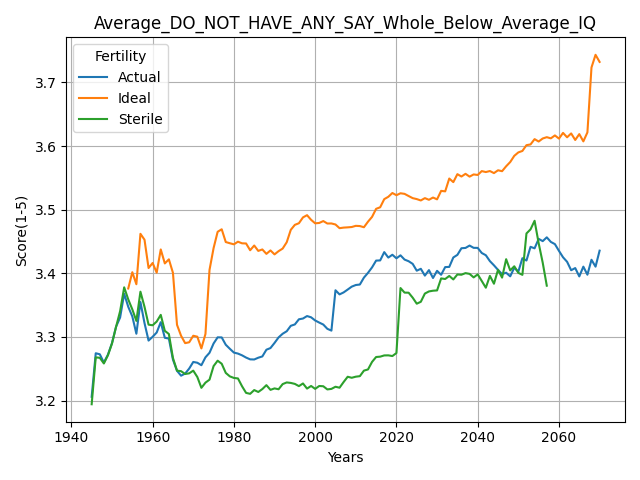 Average_DO_NOT_HAVE_ANY_SAY_Whole_Below_Average_IQ
Fertility
Actual
Ideal
Sterile
3.7
3.6
3.5
3.4
3.3
3.2
Score(1-5)
1940 1960 1980 2000 2020 2040 2060
Years